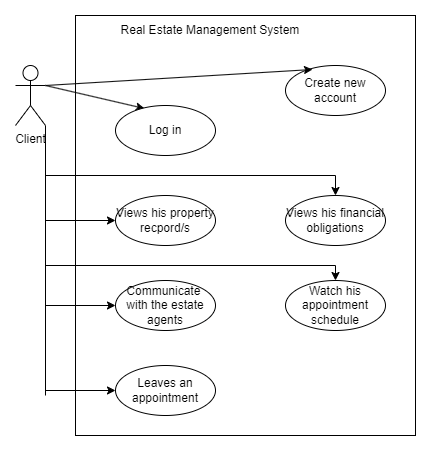 Real Estate Management System
Create new
account
Log in
Client
Views his property
recpord/s
Views his financial
obligations
Communicate
with the estate
agents
Watch his
appointment
schedule
Leaves an
appointment